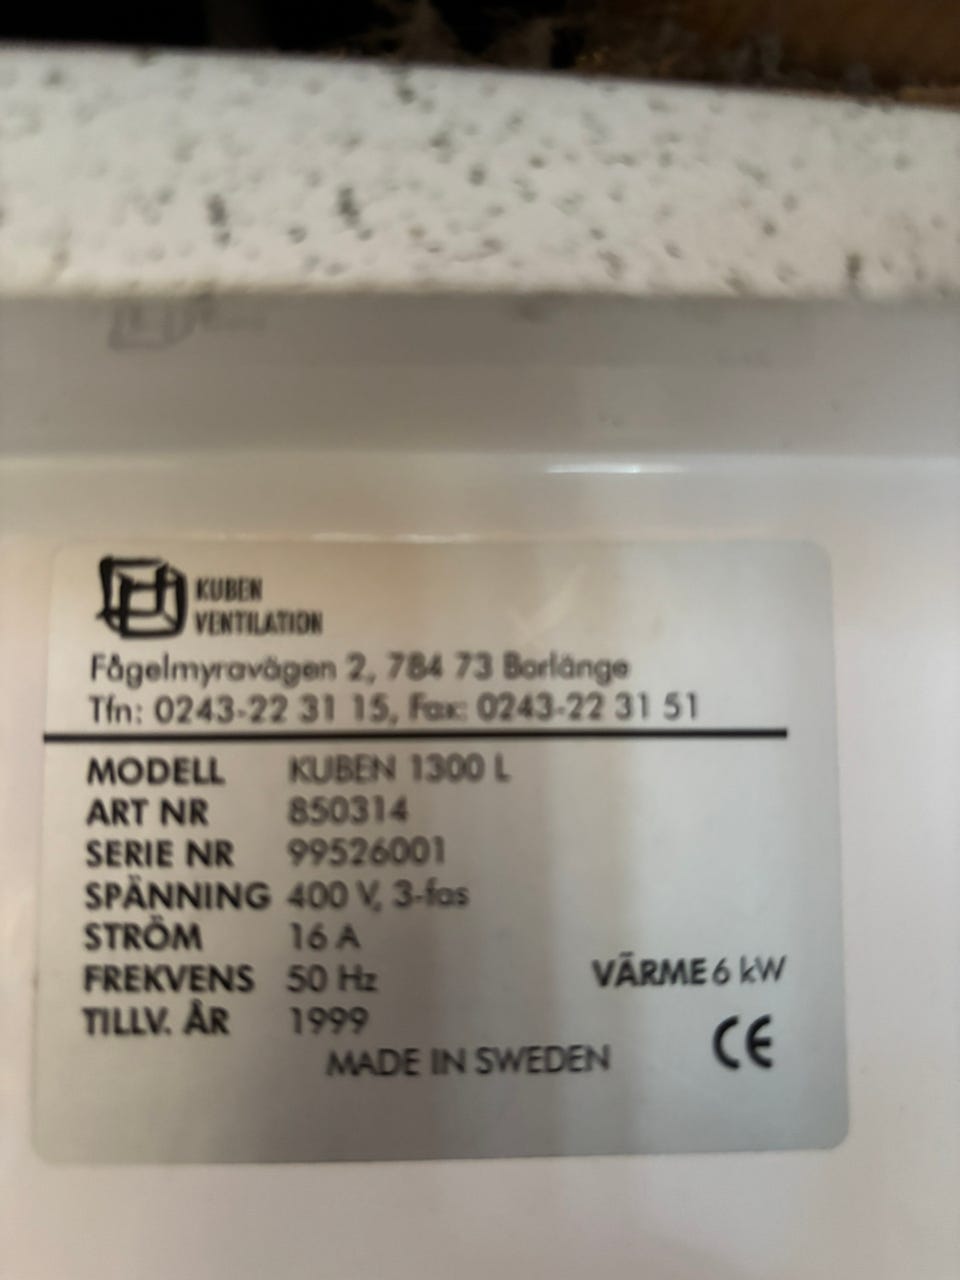 KUBEN
VENTILATION
Fågelmyravägen 2, 784 73 Borlänge
Tfn: 0243-22 31 15, Fax: 0243-22 31 51
MODELL KUBEN 1300 L
ART NR 850314
SERIE NR 99526001
SPÄNNING 400 V, 3-fas
STRÖM 16 A
FREKVENS 50 Hz VÄRME 6 kW
TILLV. ÅR 1999
MADE IN SWEDEN CE